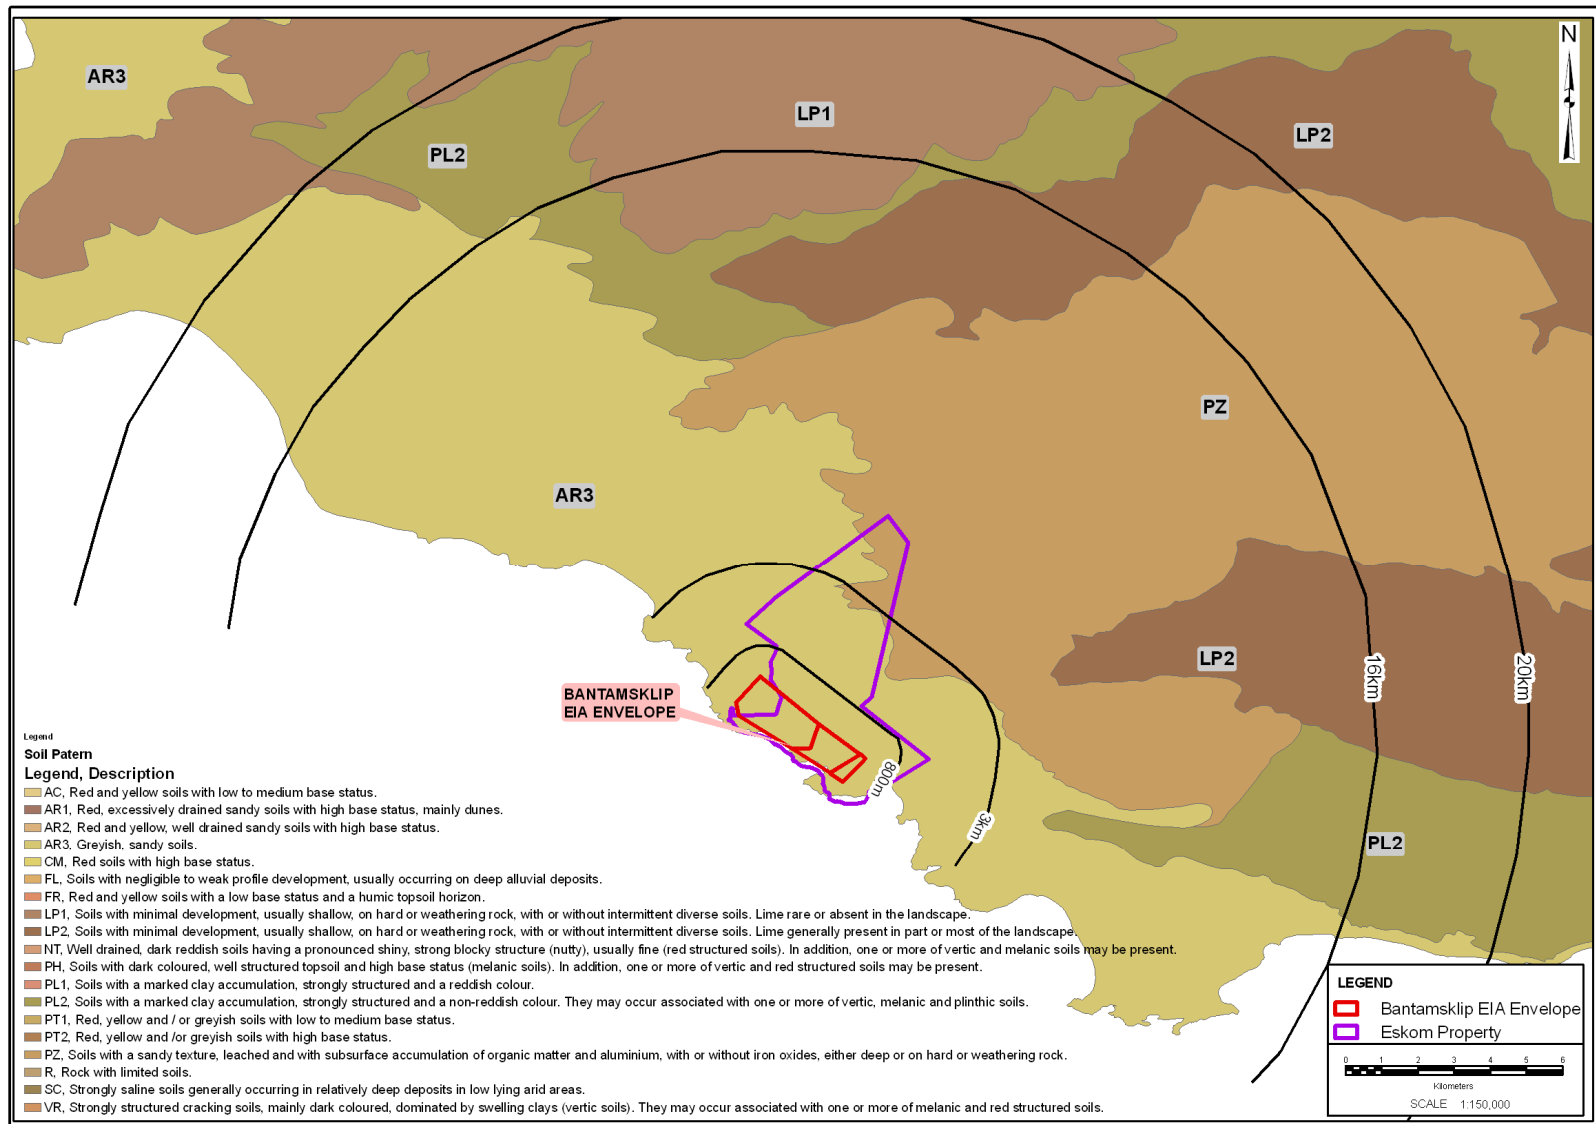 N
AR3
LP1
LP2
PL2
PZ
AR3
LP2
16km
20km
BANTAMSKLIP
EIA ENVELOPE
800m
3km
PL2
Legend
Soil Patern
Legend, Description
AC, Red and yellow soils with low to medium base status.
AR1, Red, excessively drained sandy soils with high base status, mainly dunes.
AR2, Red and yellow, well drained sandy soils with high base status.
AR3, Greyish, sandy soils.
CM, Red soils with high base status.
FL, Soils with negligible to weak profile development, usually occurring on deep alluvial deposits.
FR, Red and yellow soils with a low base status and a humic topsoil horizon.
LP1, Soils with minimal development, usually shallow, on hard or weathering rock, with or without intermittent diverse soils. Lime rare or absent in the landscape.
LP2, Soils with minimal development, usually shallow, on hard or weathering rock, with or without intermittent diverse soils. Lime generally present in part or most of the landscape.
NT, Well drained, dark reddish soils having a pronounced shiny, strong blocky structure (nutty), usually fine (red structured soils). In addition, one or more of vertic and melanic soils may be present.
PH, Soils with dark coloured, well structured topsoil and high base status (melanic soils). In addition, one or more of vertic and red structured soils may be present.
PL1, Soils with a marked clay accumulation, strongly structured and a reddish colour.
PL2, Soils with a marked clay accumulation, strongly structured and a non-reddish colour. They may occur associated with one or more of vertic, melanic and plinthic soils.
PT1, Red, yellow and / or greyish soils with low to medium base status.
PT2, Red, yellow and /or greyish soils with high base status.
PZ, Soils with a sandy texture, leached and with subsurface accumulation of organic matter and aluminium, with or without iron oxides, either deep or on hard or weathering rock.
R, Rock with limited soils.
SC, Strongly saline soils generally occurring in relatively deep deposits in low lying arid areas.
VR, Strongly structured cracking soils, mainly dark coloured, dominated by swelling clays (vertic soils). They may occur associated with one or more of melanic and red structured soils.
LEGEND
Bantamsklip EIA Envelope
Eskom Property
0 1 2 3 4 5 6
Kilometers
SCALE 1:150,000